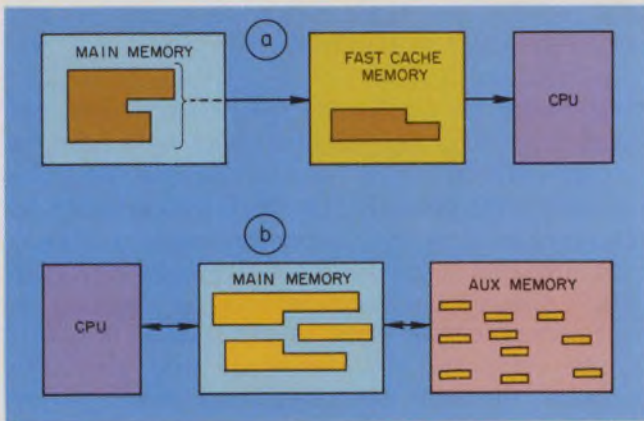 a
MAIN MEMORY
FAST CACHE
MEMORY
CPU
b
MAIN MEMORY
AUX MEMORY
CPU